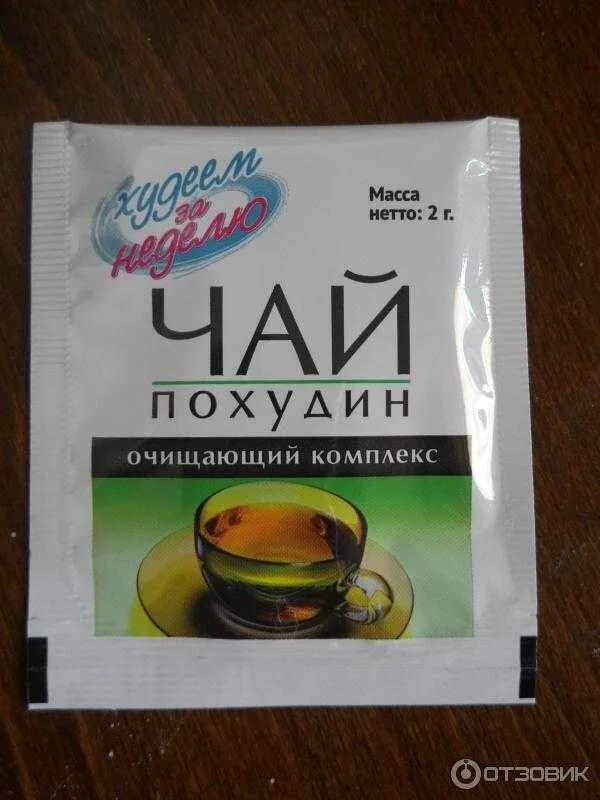 худеем
за
неделю
Масса
нетто: 2 г.
ЧАЙ
ПОХУДИН
ОЧИЩАЮЩИЙ КОМПЛЕКС
ОТЗОВИК